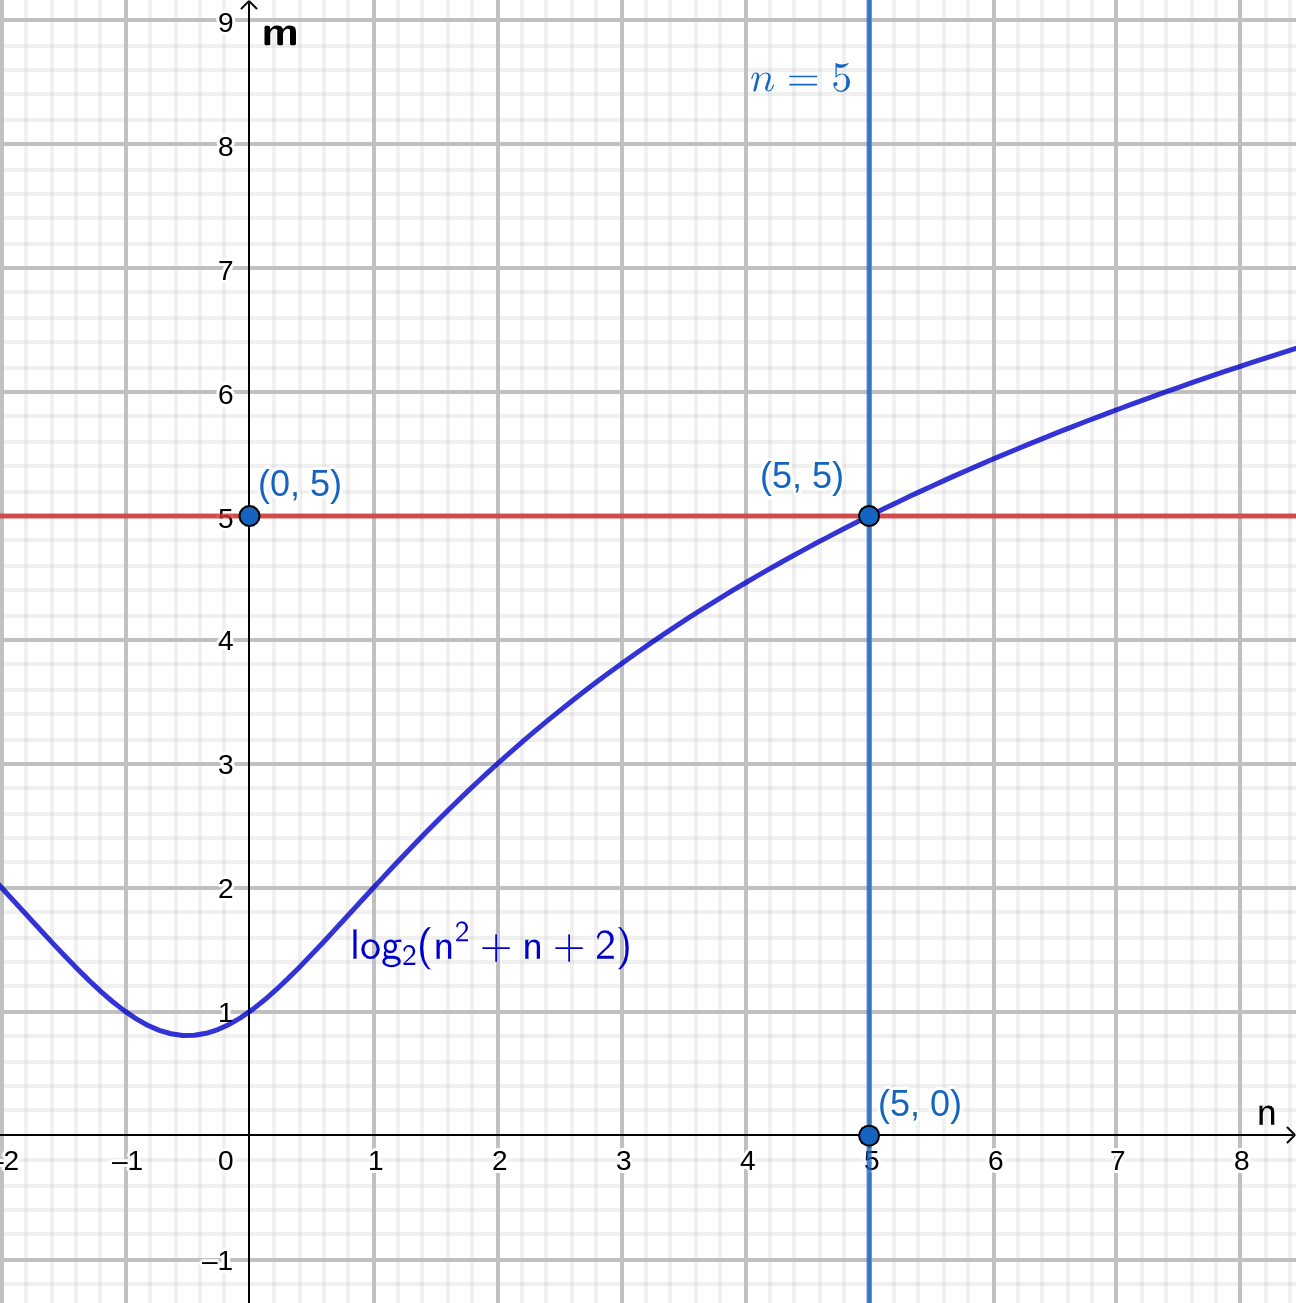 9
m
n = 5
8
7
6
(0, 5)
(5, 5)
5
4
3
2
log₂(n² + n + 2)
1
(5, 0)
n
-2 –1 0 1 2 3 4 5 6 7 8
–1